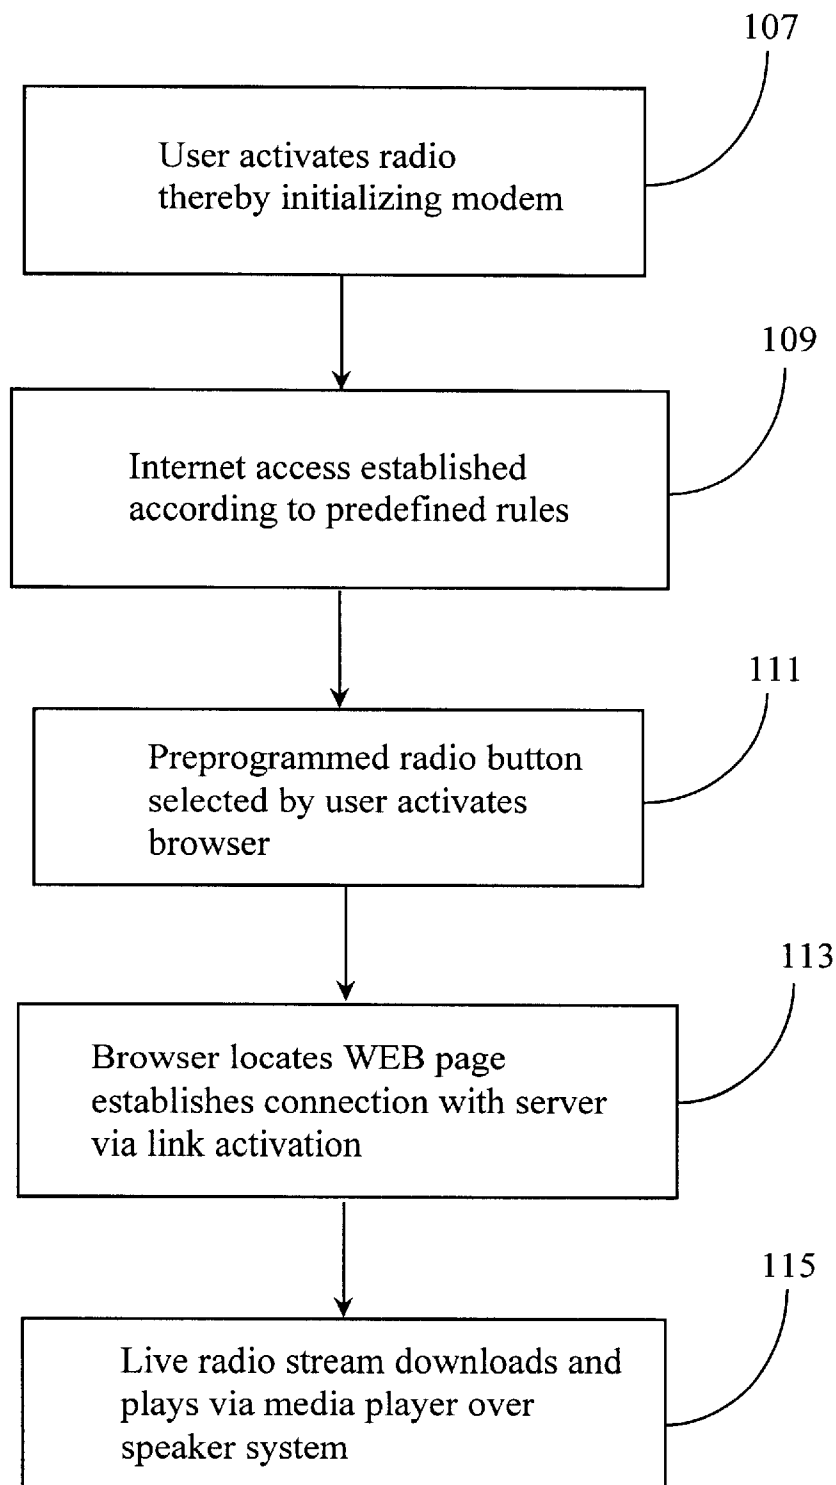 107
User activates radio
thereby initializing modem
109
Internet access established
according to predefined rules
111
Preprogrammed radio button
selected by user activates
browser
113
Browser locates WEB page
establishes connection with server
via link activation
115
Live radio stream downloads and
plays via media player over
speaker system